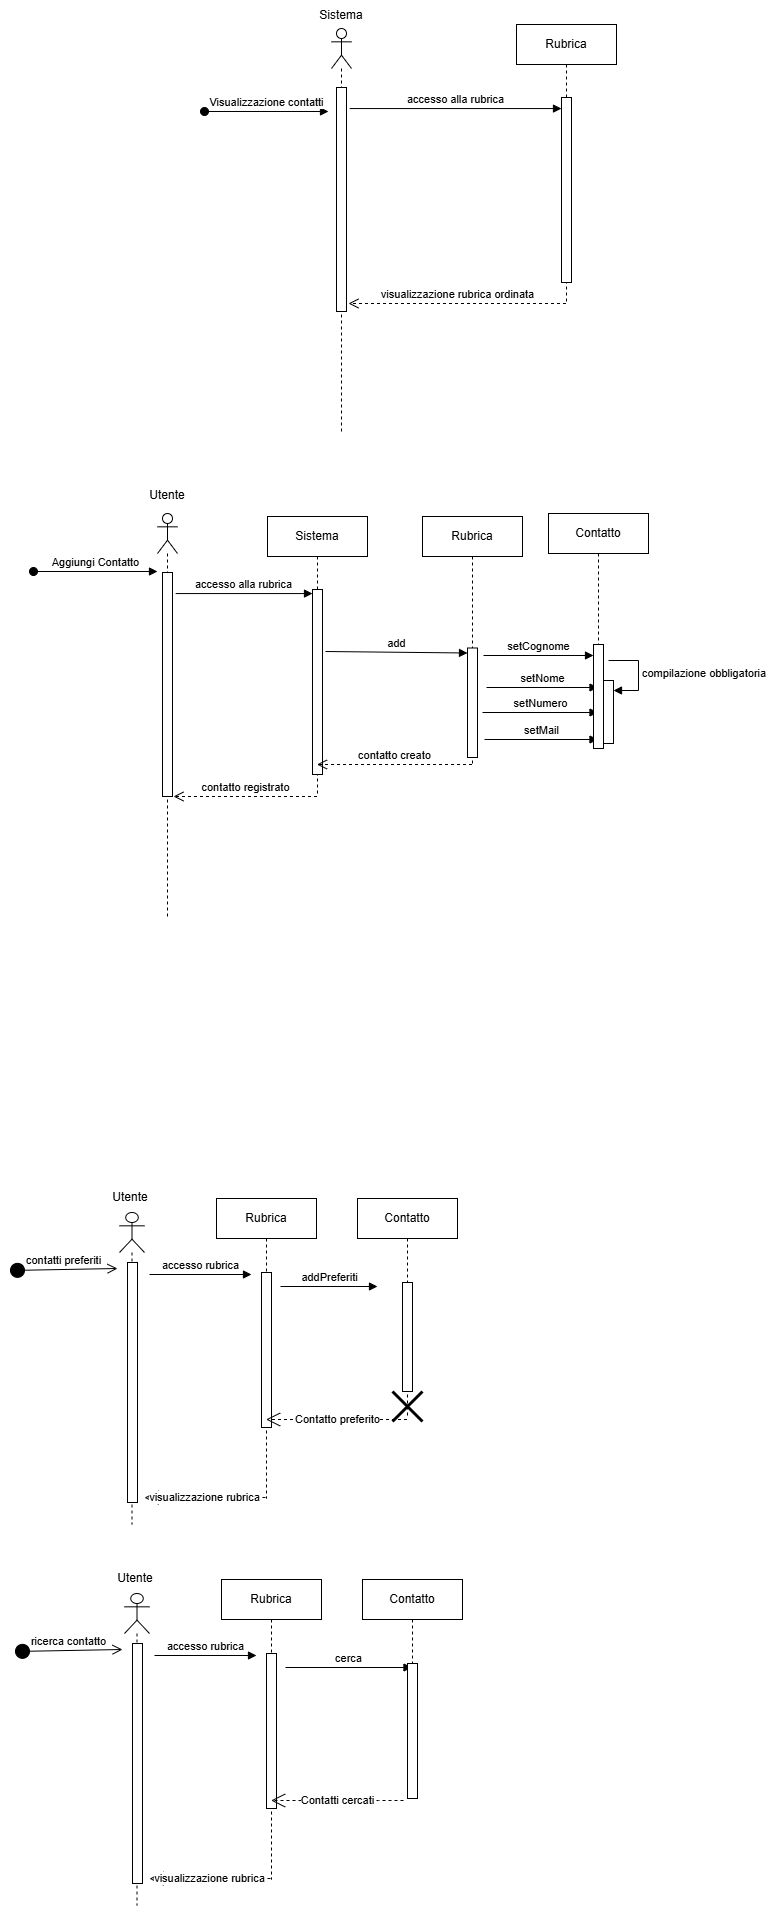 Sistema
Rubrica
Visualizzazione contatti
accesso alla rubrica
visualizzazione rubrica ordinata
Utente
Sistema
Rubrica
Contatto
Aggiungi Contatto
accesso alla rubrica
add
setCognome
compilazione obbligatoria
setNome
setNumero
setMail
contatto creato
contatto registrato
Utente
Rubrica
Contatto
contatti preferiti
accesso rubrica
addPreferiti
Contatto preferito
visualizzazione rubrica
Utente
Rubrica
Contatto
ricerca contatto
accesso rubrica
cerca
Contatti cercati
visualizzazione rubrica